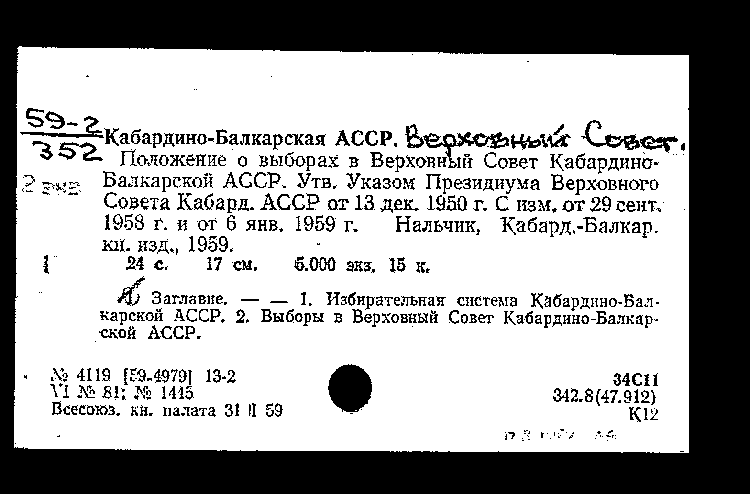 59-2
352
Кабардино-Балкарская АССР. Верховный Совет.
Положение о выборах в Верховный Совет Кабардино-
2 экз
Балкарской АССР. Утв. Указом Президиума Верховного
Совета Кабард. АССР от 13 дек. 1950 г. С изм. от 29 сент.
1958 г. и от 6 янв. 1959 г. Нальчик, Кабард.-Балкар.
кн. изд., 1959.
24 с. 17 см. 5.000 экз. 15 к.
Заглавие. — — 1. Избирательная система Кабардино-Бал-
карской АССР. 2. Выборы в Верховный Совет Кабардино-Балкар-
ской АССР.
№ 4119 [59-4979] 13-2
VI № 81; № 1415
Всесоюз. кн. палата 31 II 59
34С11
342.8(47.912)
К12